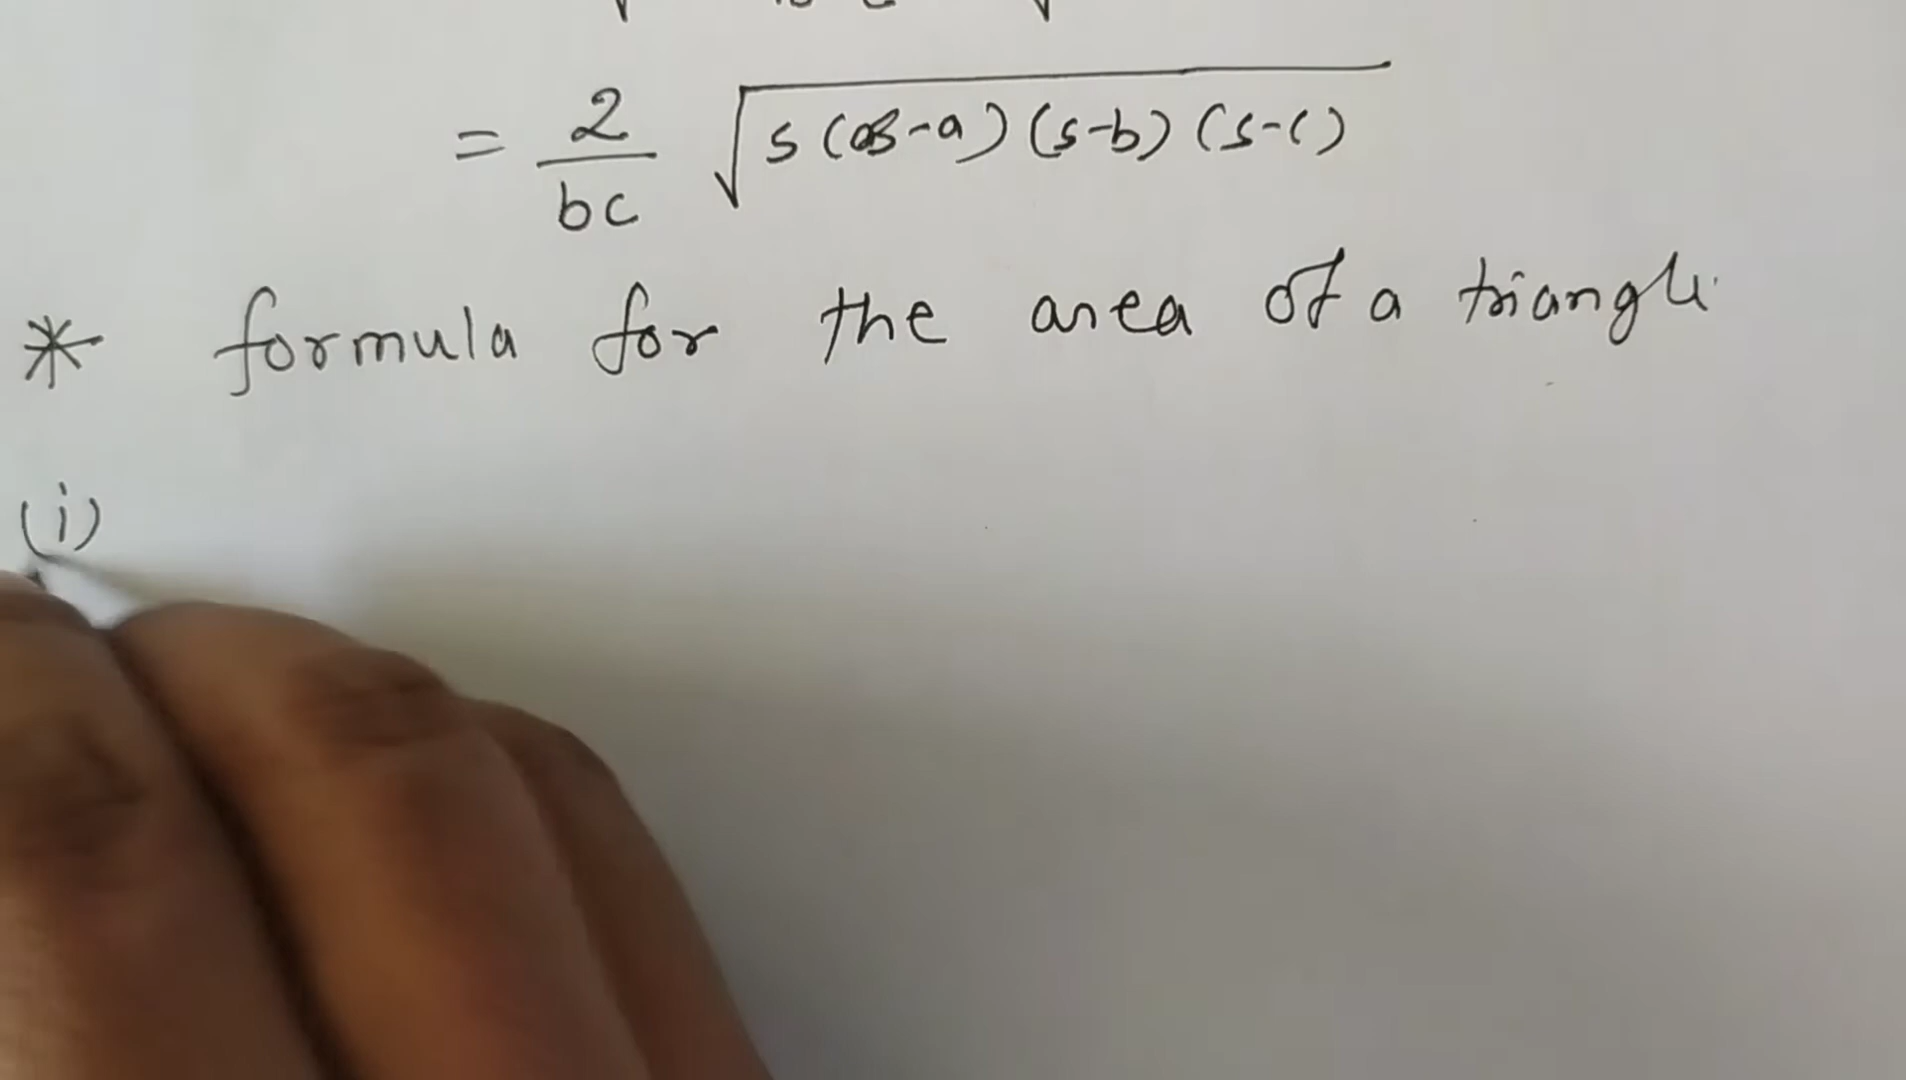 = 2/bc √s(s-a)(s-b)(s-c)
* formula for the area of a triangle.
(i)